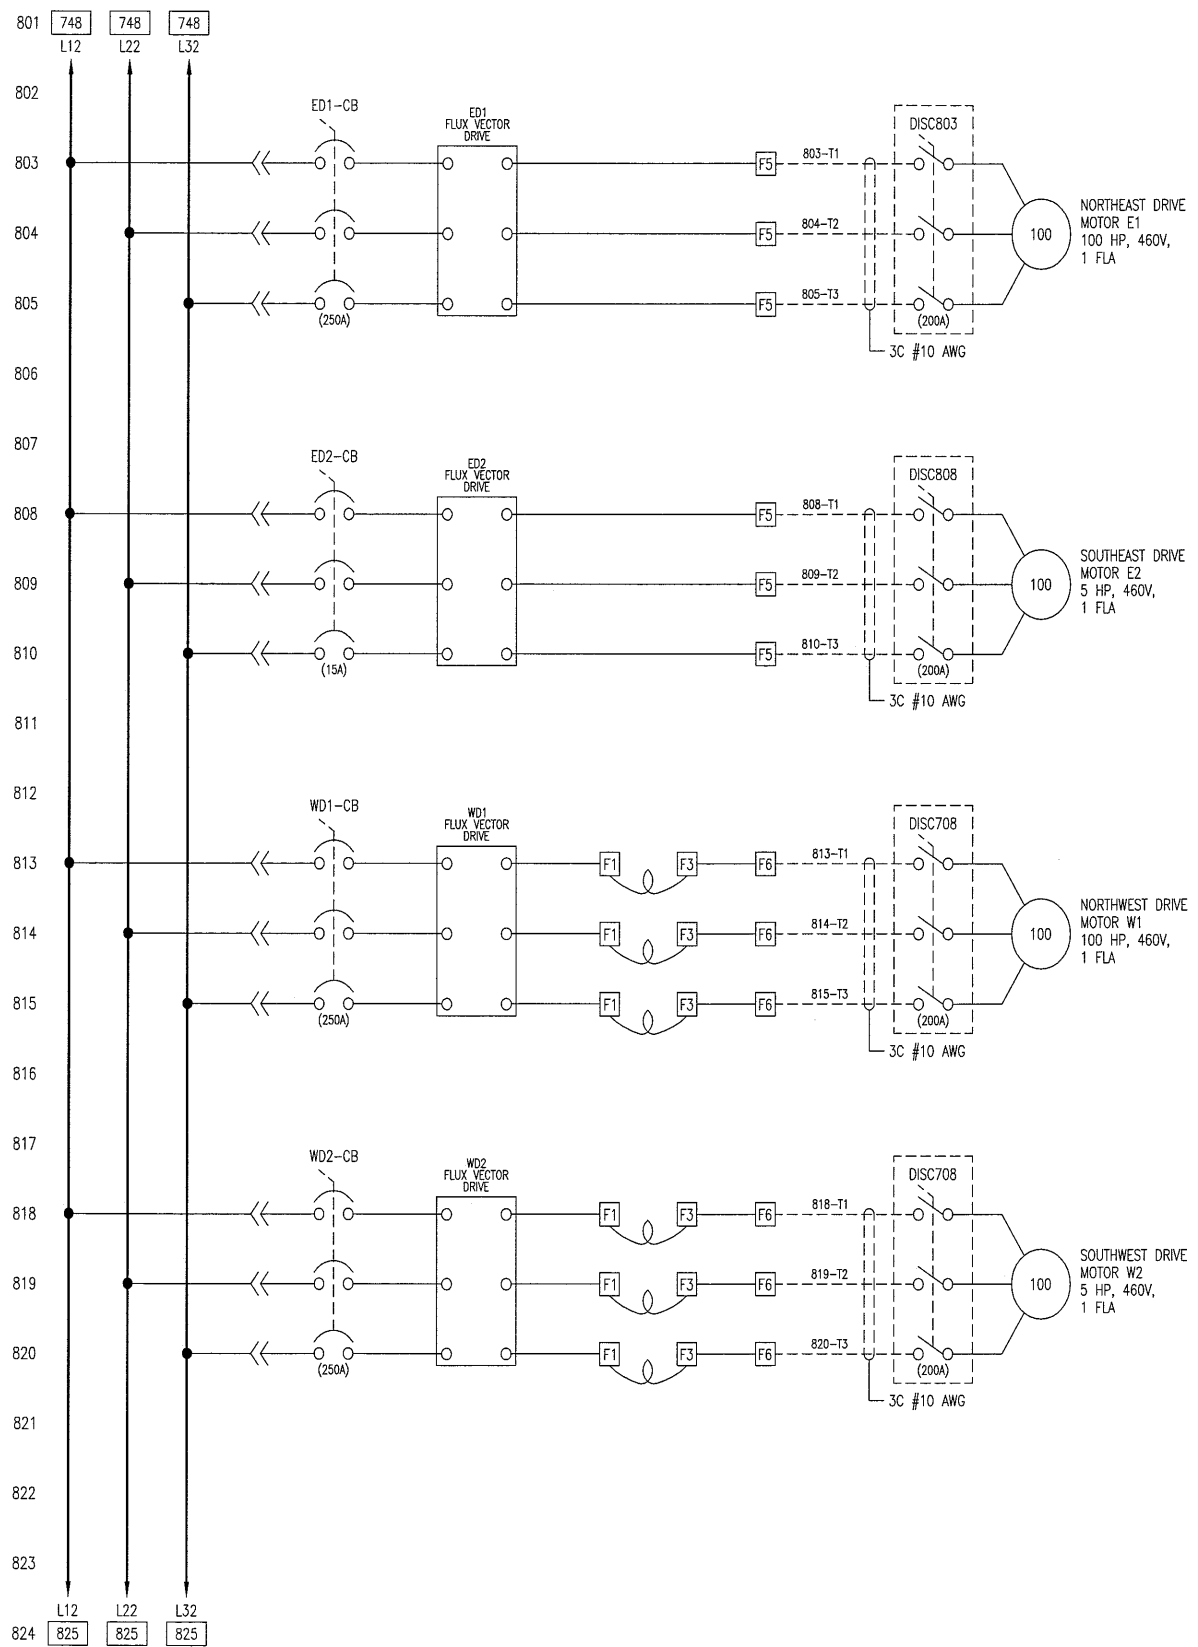 801 748 748 748
L12 L22 L32
802
ED1-CB
ED1
FLUX VECTOR
DRIVE
DISC803
803 F5 803-T1
804 F5 804-T2 100
NORTHEAST DRIVE
MOTOR E1
100 HP, 460V,
1 FLA
805 F5 805-T3
(250A) (200A)
3C #10 AWG
806
807
ED2-CB
ED2
FLUX VECTOR
DRIVE
DISC808
808 F5 808-T1
809 F5 809-T2 100
SOUTHEAST DRIVE
MOTOR E2
5 HP, 460V,
1 FLA
810 F5 810-T3
(15A) (200A)
3C #10 AWG
811
812
WD1-CB
WD1
FLUX VECTOR
DRIVE
DISC708
813 F1 F3 F6 813-T1
814 F1 F3 F6 814-T2 100
NORTHWEST DRIVE
MOTOR W1
100 HP, 460V,
1 FLA
815 F1 F3 F6 815-T3
(250A) (200A)
3C #10 AWG
816
817
WD2-CB
WD2
FLUX VECTOR
DRIVE
DISC708
818 F1 F3 F6 818-T1
819 F1 F3 F6 819-T2 100
SOUTHWEST DRIVE
MOTOR W2
5 HP, 460V,
1 FLA
820 F1 F3 F6 820-T3
(250A) (200A)
3C #10 AWG
821
822
823
L12 L22 L32
824 825 825 825